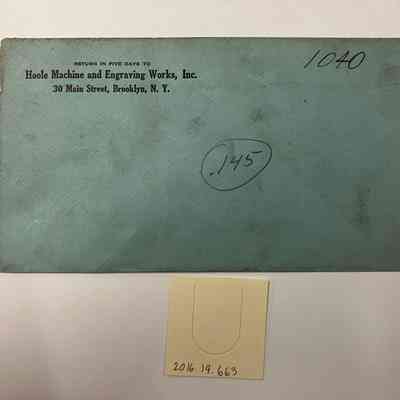 RETURN IN FIVE DAYS TO
Hoole Machine and Engraving Works, Inc.
30 Main Street, Brooklyn, N. Y.
1040
.145
2016.19.663